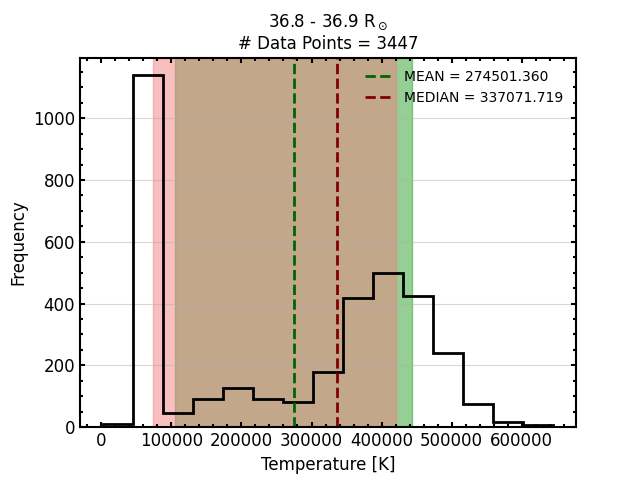 36.8 - 36.9 R⊙
# Data Points = 3447
MEAN = 274501.360
MEDIAN = 337071.719
Frequency
1000
800
600
400
200
0
0 100000 200000 300000 400000 500000 600000
Temperature [K]